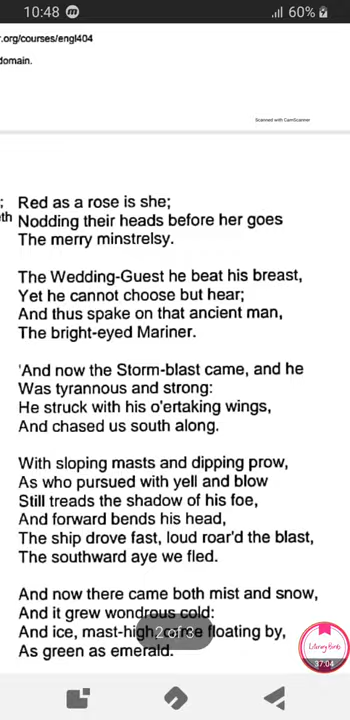 10:48 m 60%
r.org/courses/engl404
domain.
Scanned with CamScanner
; Red as a rose is she;
eth Nodding their heads before her goes
The merry minstrelsy.
The Wedding-Guest he beat his breast,
Yet he cannot choose but hear;
And thus spake on that ancient man,
The bright-eyed Mariner.
'And now the Storm-blast came, and he
Was tyrannous and strong:
He struck with his o'ertaking wings,
And chased us south along.
With sloping masts and dipping prow,
As who pursued with yell and blow
Still treads the shadow of his foe,
And forward bends his head,
The ship drove fast, loud roar'd the blast,
The southward aye we fled.
And now there came both mist and snow,
And it grew wondrous cold:
And ice, mast-high, came floating by,
2 of 3
As green as emerald.
37:04